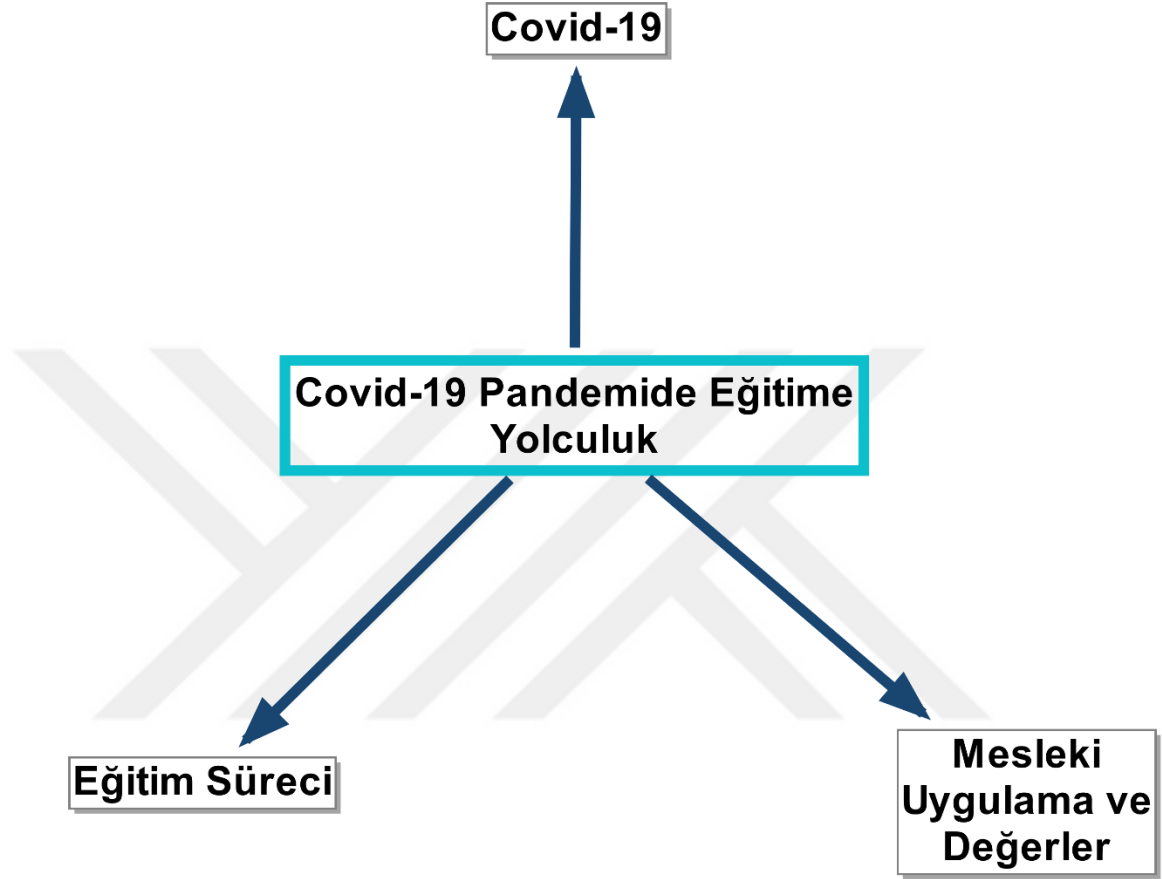 Covid-19
Covid-19 Pandemide Eğitime
Yolculuk
Eğitim Süreci
Mesleki
Uygulama ve
Değerler